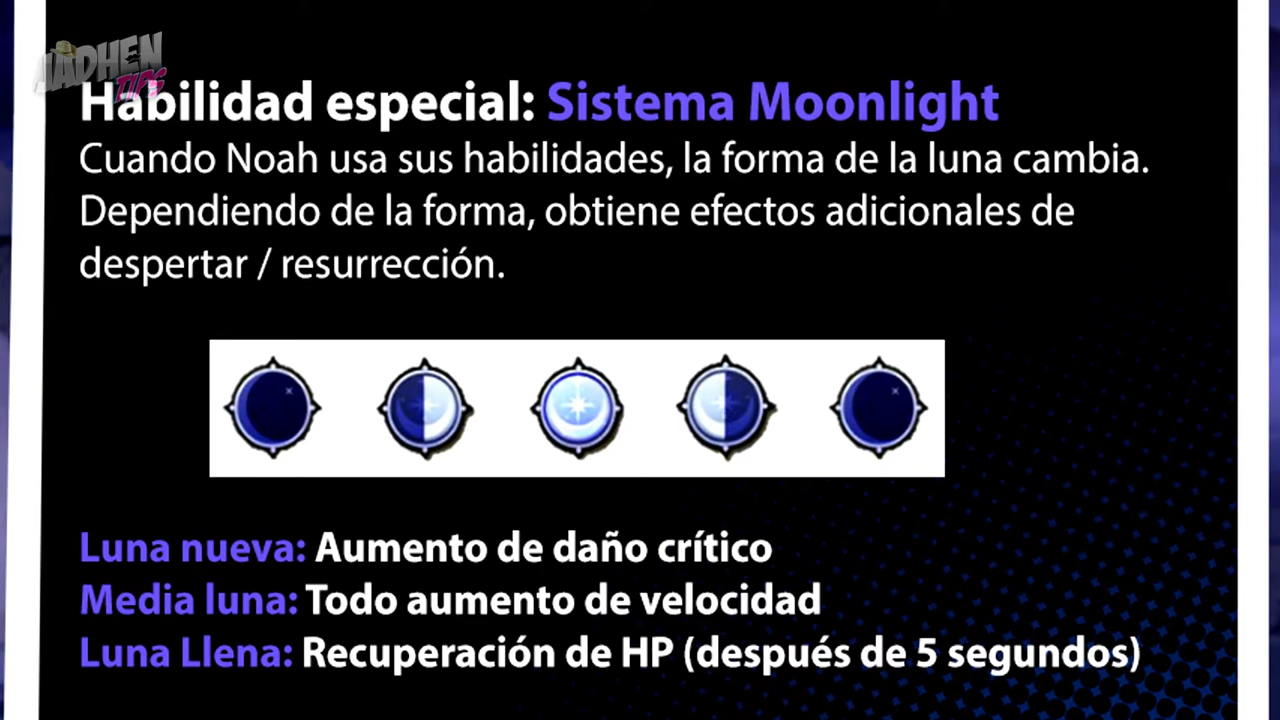 JADHEN
TIPS
Habilidad especial: Sistema Moonlight
Cuando Noah usa sus habilidades, la forma de la luna cambia.
Dependiendo de la forma, obtiene efectos adicionales de
despertar / resurrección.
Luna nueva: Aumento de daño crítico
Media luna: Todo aumento de velocidad
Luna Llena: Recuperación de HP (después de 5 segundos)